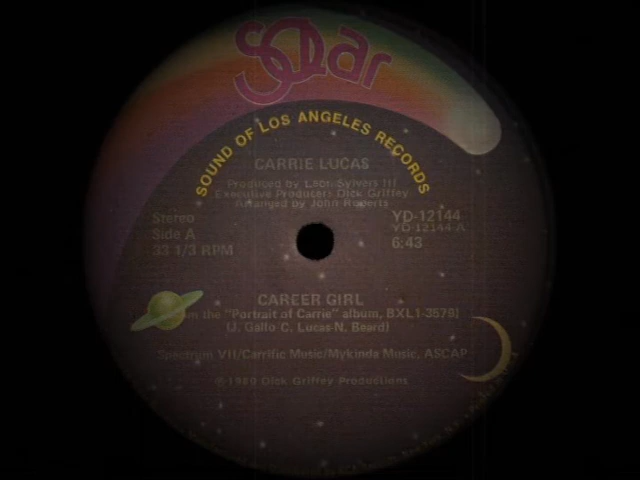 Solar
SOUND OF LOS ANGELES RECORDS
CARRIE LUCAS
Produced by Leon Sylvers III
Executive Producers Dick Griffey
Arranged by John Roberts
Stereo
Side A
33 1/3 RPM
YD-12144
YD-12144-A
6:43
CAREER GIRL
the "Portrait of Carrie" album, BXL1-3579)
(J. Gallo C. Lucas-N. Beard)
Spectrum VII/Carrific Music/Mykinda Music, ASCAP
℗©1980 Dick Griffey Productions